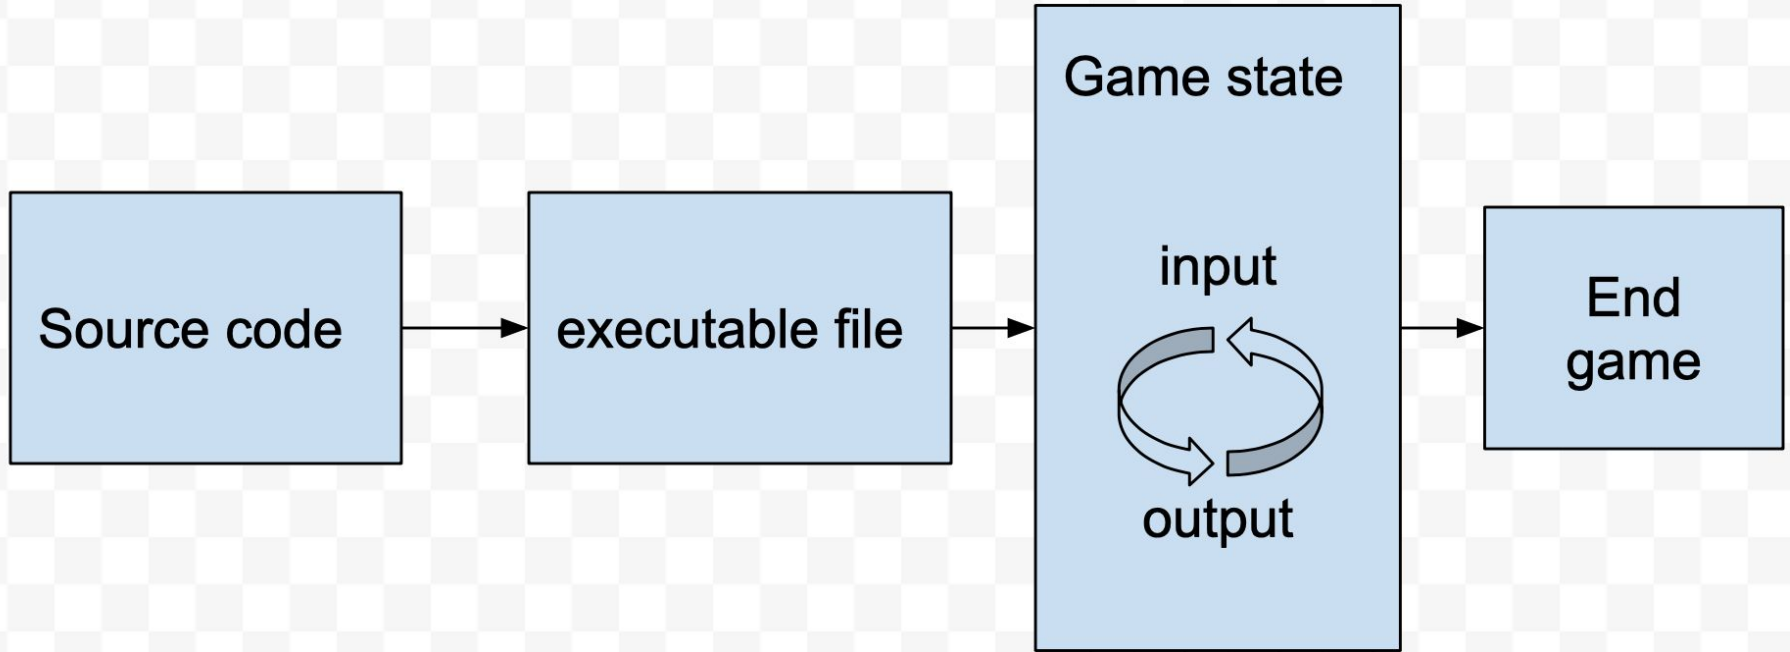 Source code
executable file
Game state
input
output
End
game